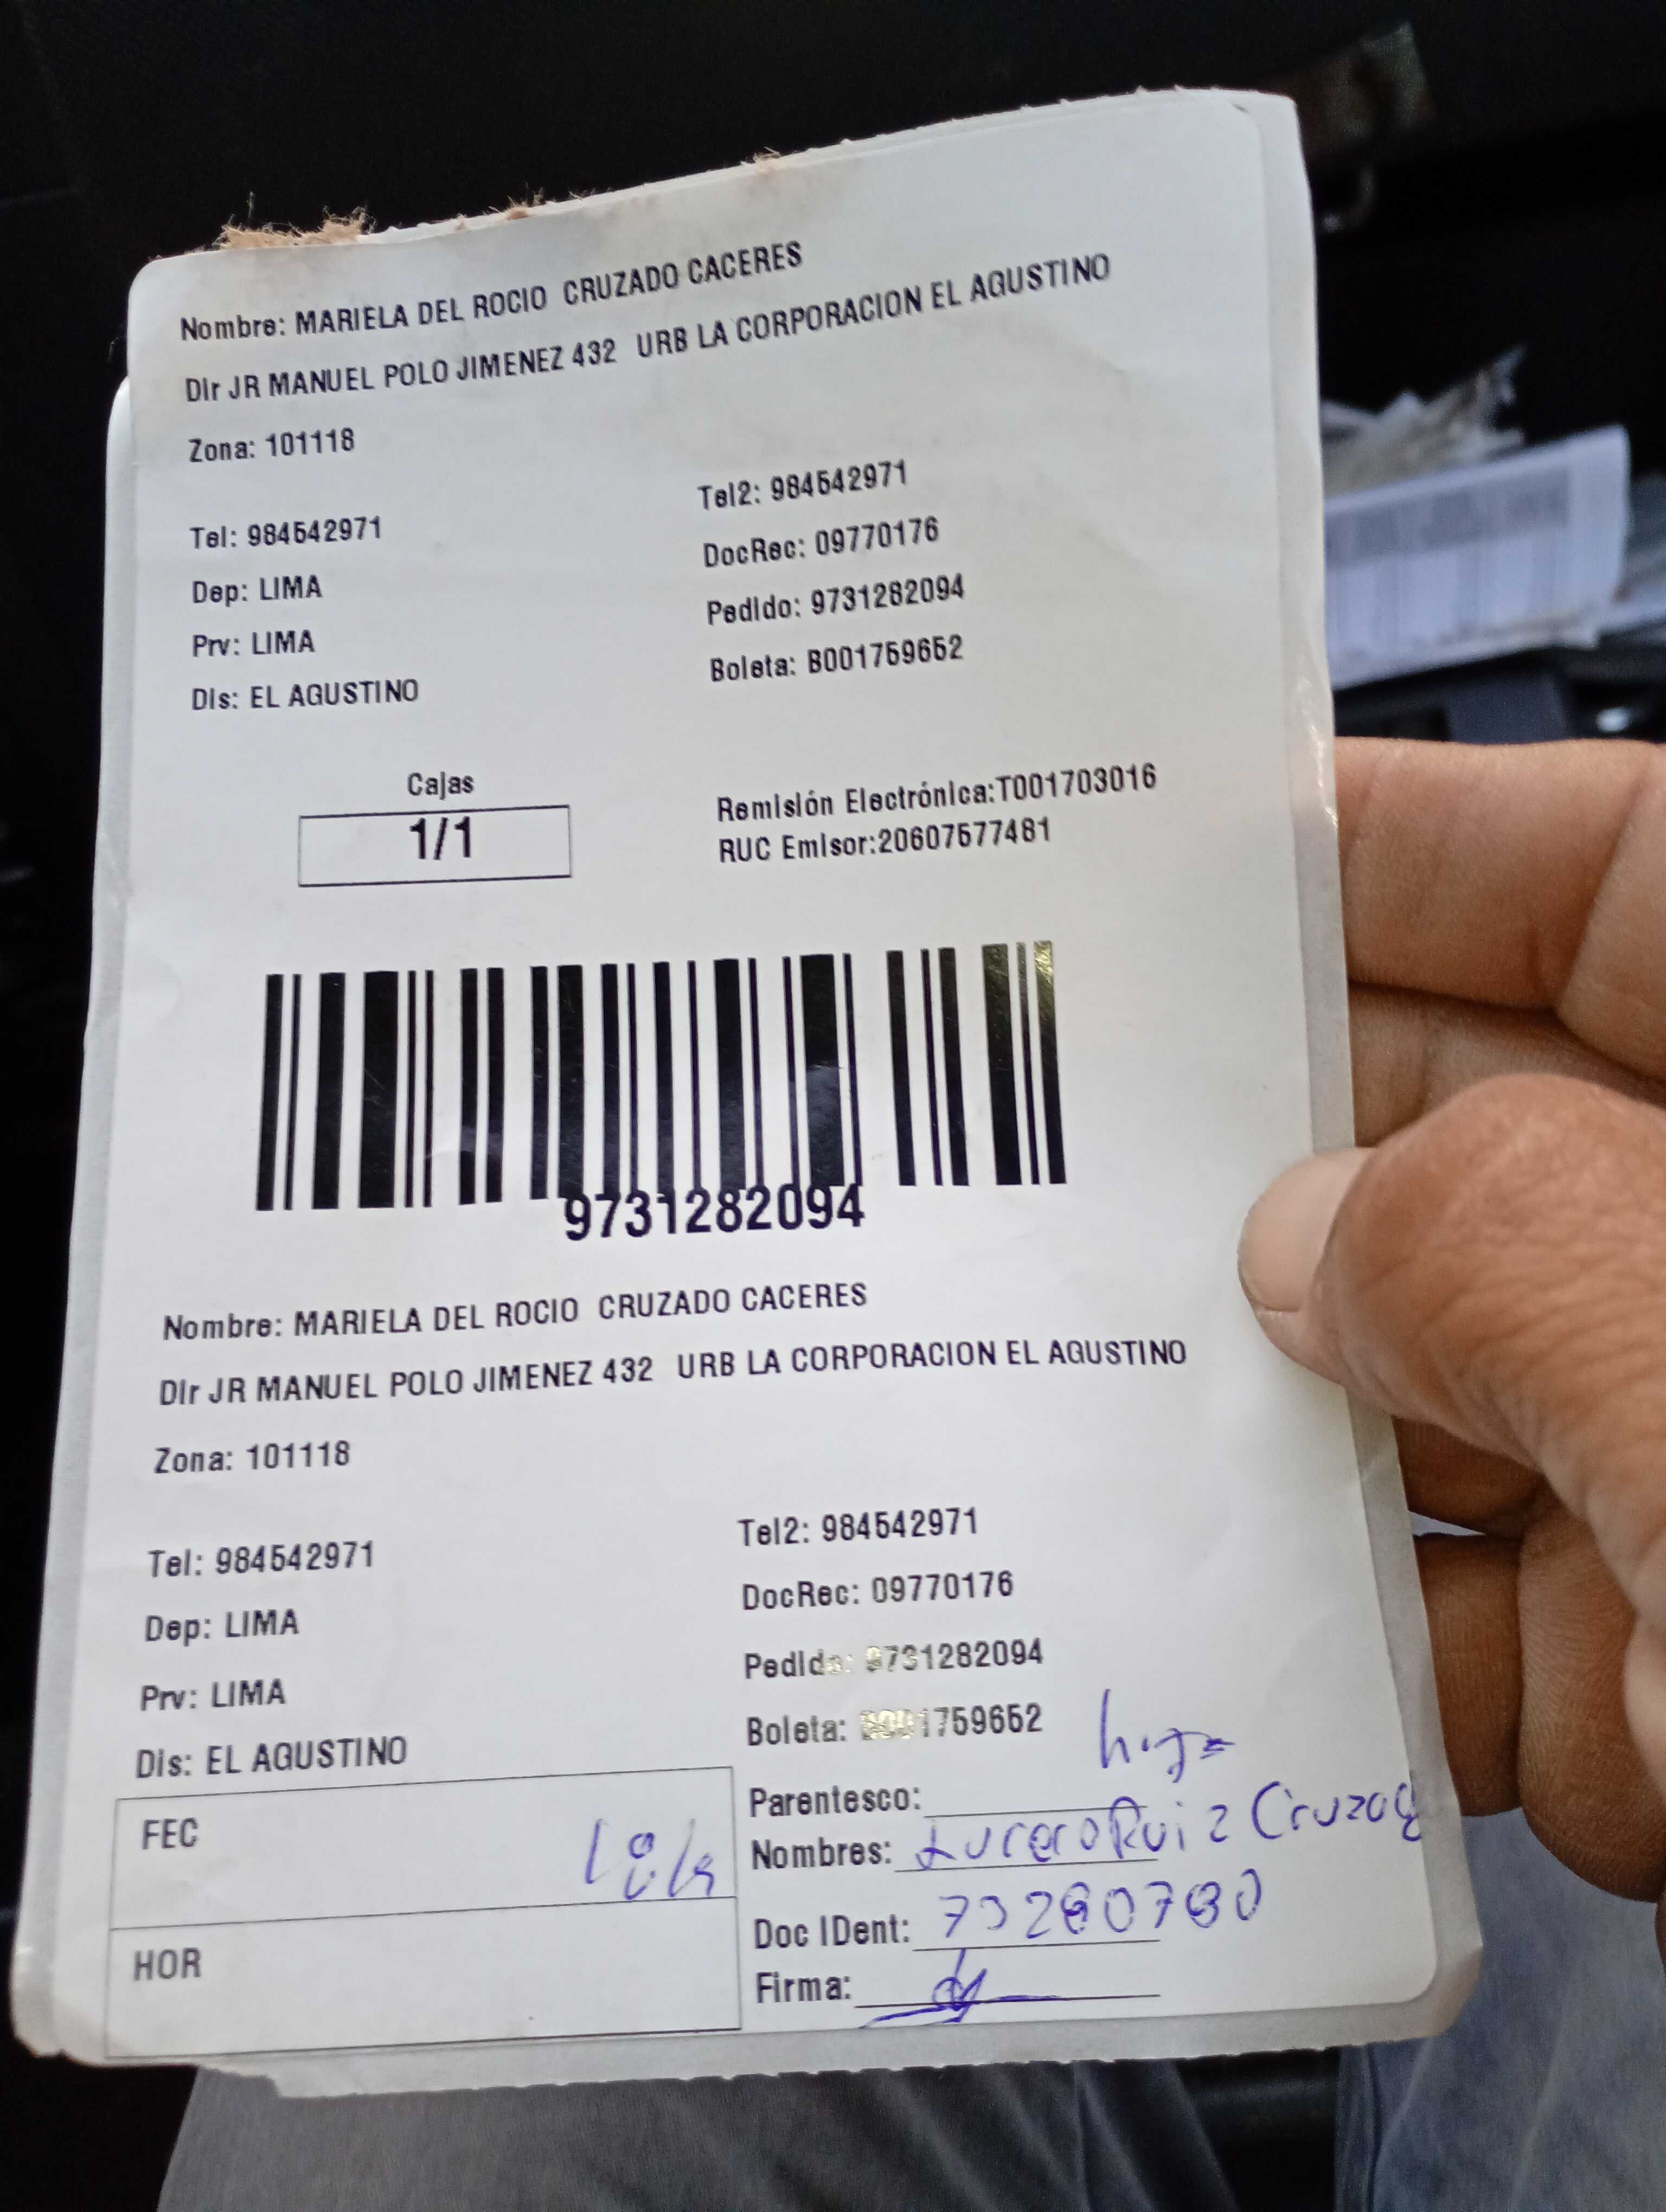 Nombre: MARIELA DEL ROCIO CRUZADO CACERES
Dir JR MANUEL POLO JIMENEZ 432 URB LA CORPORACION EL AGUSTINO
Zona: 101118
Tel: 984542971 Tel2: 984542971
Dep: LIMA DocRec: 09770176
Prv: LIMA Pedido: 9731282094
Dis: EL AGUSTINO Boleta: B001759652
Cajas
1/1
Remisión Electrónica:T001703016
RUC Emisor:20607577481
9731282094
Nombre: MARIELA DEL ROCIO CRUZADO CACERES
Dir JR MANUEL POLO JIMENEZ 432 URB LA CORPORACION EL AGUSTINO
Zona: 101118
Tel: 984542971 Tel2: 984542971
Dep: LIMA DocRec: 09770176
Prv: LIMA Pedido: 9731282094
Dis: EL AGUSTINO Boleta: B001759652
Parentesco: hija
FEC
Nombres: Lucero Ruiz
Doc IDent:
HOR
Firma: